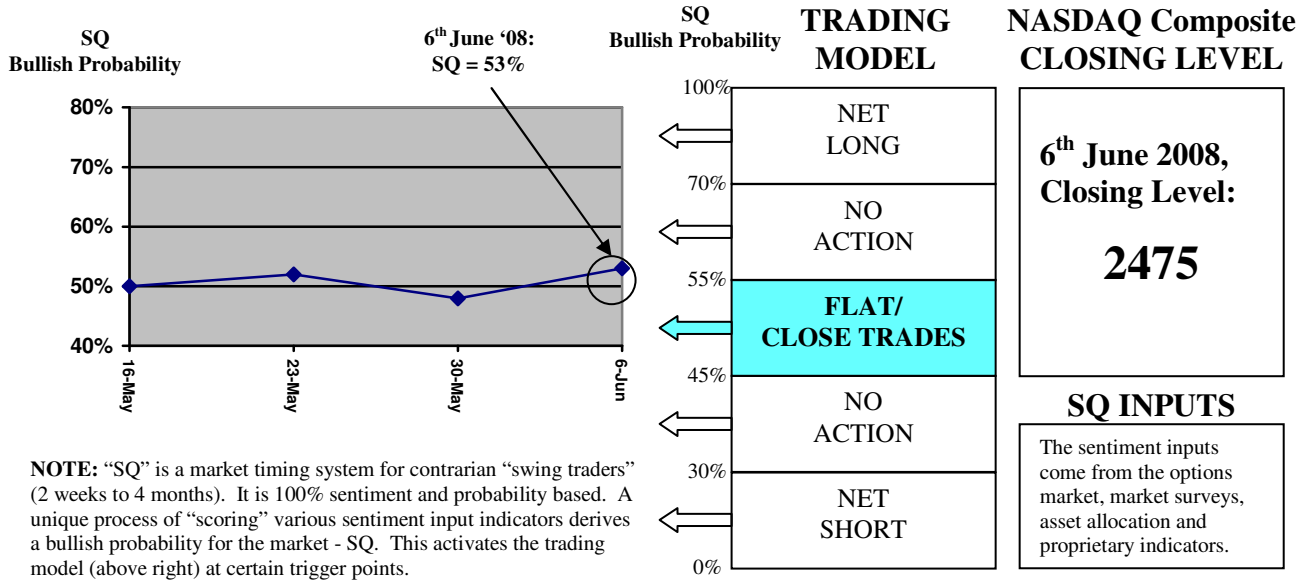 SQ
Bullish Probability
6th June ‘08:
SQ = 53%
80%
70%
60%
50%
40%
16-May
23-May
30-May
6-Jun
NOTE: “SQ” is a market timing system for contrarian “swing traders”
(2 weeks to 4 months). It is 100% sentiment and probability based. A
unique process of “scoring” various sentiment input indicators derives
a bullish probability for the market - SQ. This activates the trading
model (above right) at certain trigger points.
SQ
Bullish Probability
TRADING
MODEL
100%
NET
LONG
70%
NO
ACTION
55%
FLAT/
CLOSE TRADES
45%
NO
ACTION
30%
NET
SHORT
0%
NASDAQ Composite
CLOSING LEVEL
6th June 2008,
Closing Level:
2475
SQ INPUTS
The sentiment inputs
come from the options
market, market surveys,
asset allocation and
proprietary indicators.